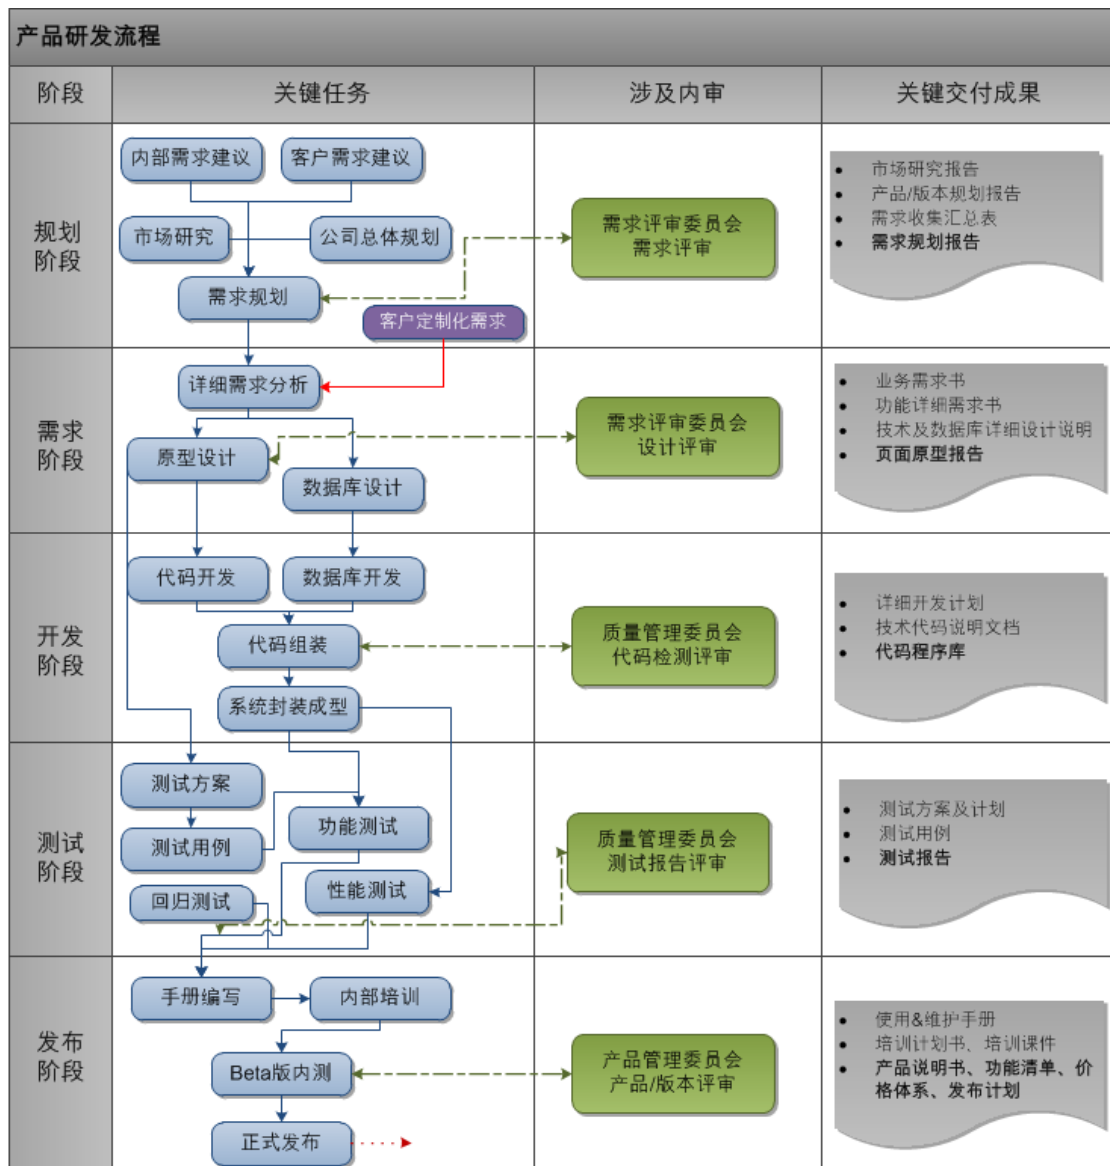 产品研发流程
阶段
关键任务
涉及内审
关键交付成果
规划
阶段
内部需求建议
客户需求建议
市场研究
公司总体规划
需求规划
客户定制化需求
需求评审委员会
需求评审
市场研究报告
产品/版本规划报告
需求收集汇总表
需求规划报告
需求
阶段
详细需求分析
原型设计
数据库设计
需求评审委员会
设计评审
业务需求书
功能详细需求书
技术及数据库详细设计说明
页面原型报告
开发
阶段
代码开发
数据库开发
代码组装
系统封装成型
质量管理委员会
代码检测评审
详细开发计划
技术代码说明文档
代码程序库
测试
阶段
测试方案
测试用例
功能测试
回归测试
性能测试
质量管理委员会
测试报告评审
测试方案及计划
测试用例
测试报告
发布
阶段
手册编写
内部培训
Beta版内测
正式发布
产品管理委员会
产品/版本评审
使用&维护手册
培训计划书、培训课件
产品说明书、功能清单、价
格体系、发布计划